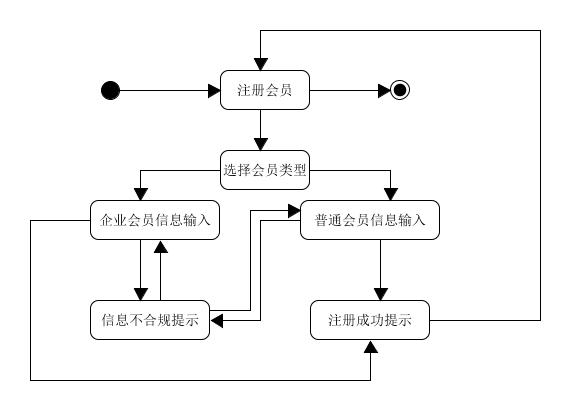 注册会员
选择会员类型
企业会员信息输入
普通会员信息输入
信息不合规提示
注册成功提示